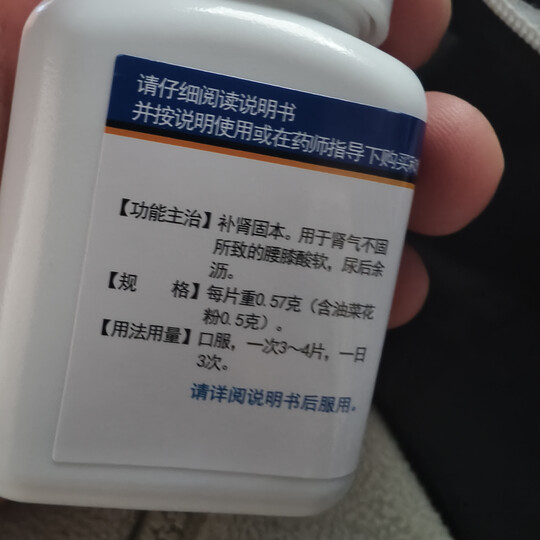 请仔细阅读说明书
并按说明使用或在药师指导下购买和
【功能主治】补肾固本。用于肾气不固
所致的腰膝酸软，尿后余
沥。
【规 格】每片重0.57克（含油菜花
粉0.5克）。
【用法用量】口服，一次3～4片，一日
3次。
请详阅说明书后服用。